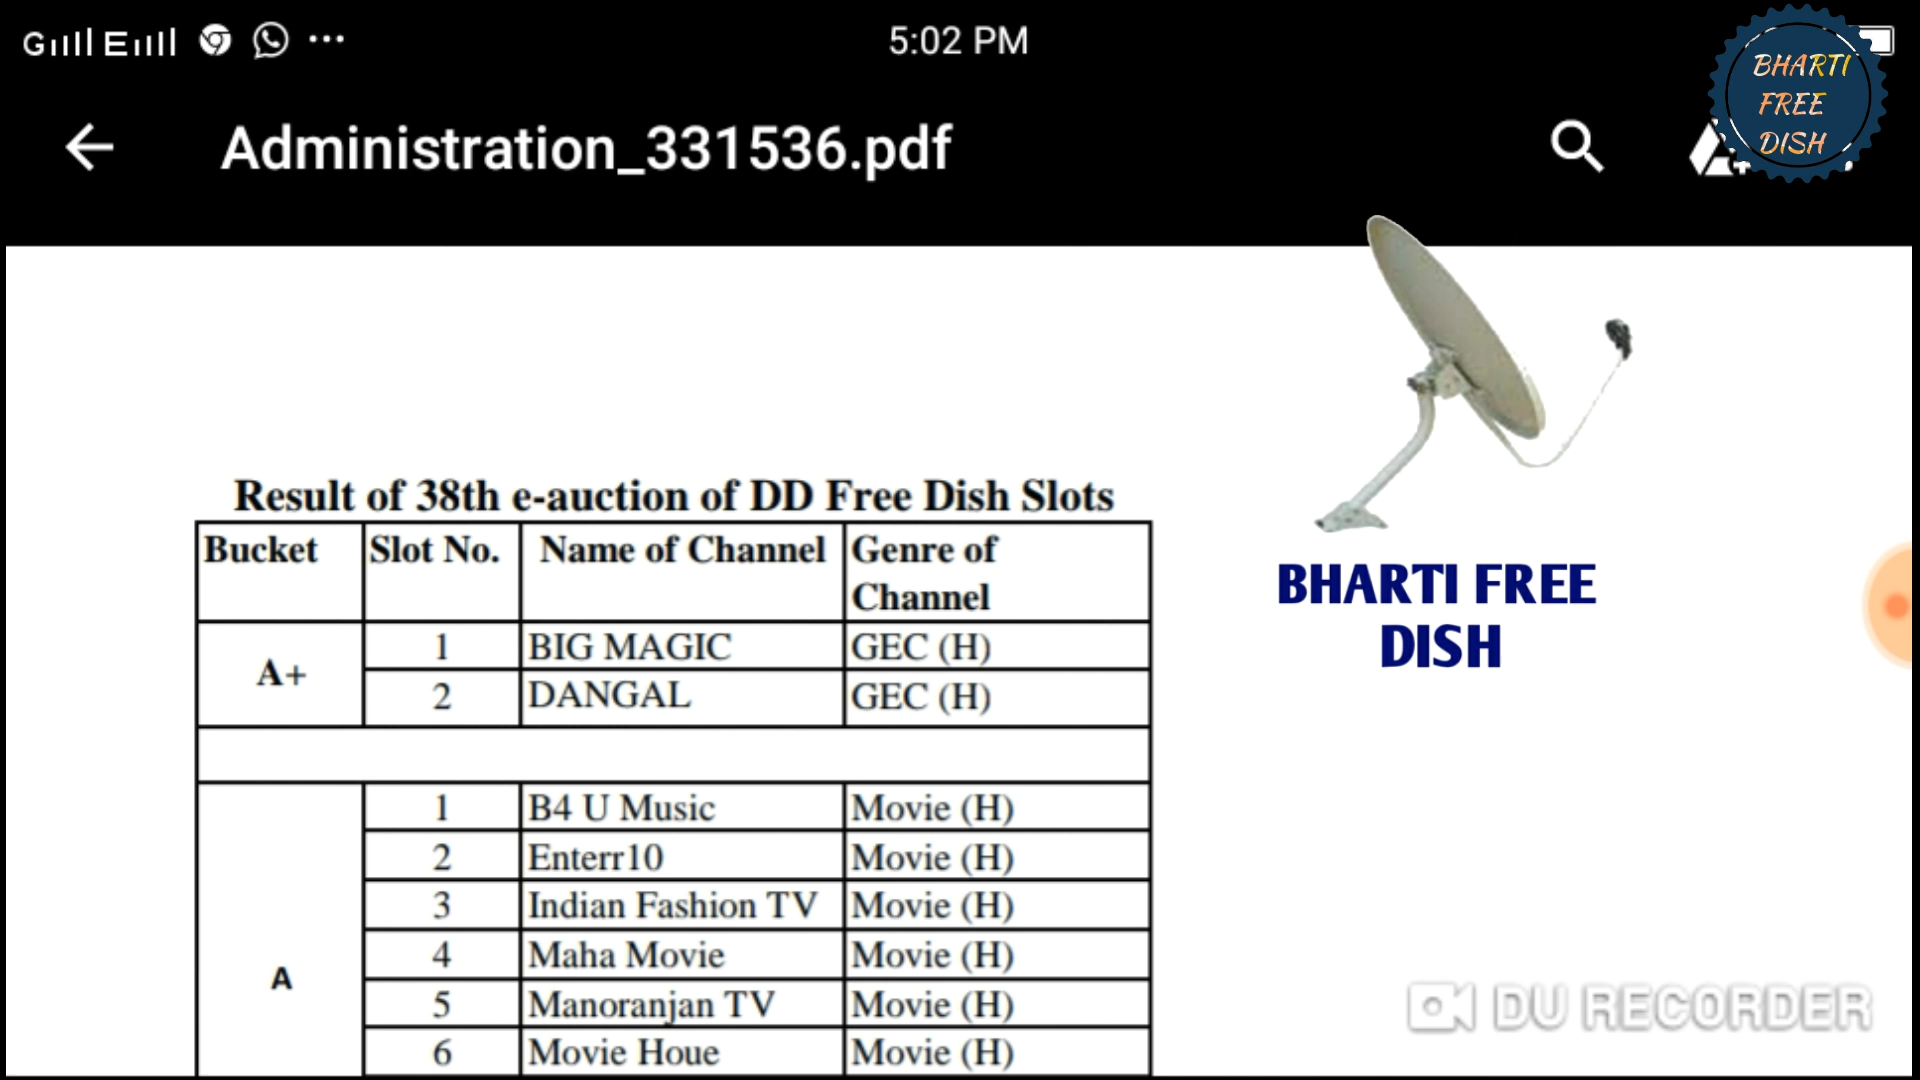 G E 5:02 PM
BHARTI
FREE
DISH
Administration_331536.pdf
Result of 38th e-auction of DD Free Dish Slots
Bucket Slot No. Name of Channel Genre of Channel
A+ 1 BIG MAGIC GEC (H)
2 DANGAL GEC (H)
A 1 B4 U Music Movie (H)
2 Enterr10 Movie (H)
3 Indian Fashion TV Movie (H)
4 Maha Movie Movie (H)
5 Manoranjan TV Movie (H)
6 Movie Houe Movie (H)
BHARTI FREE
DISH
DU RECORDER